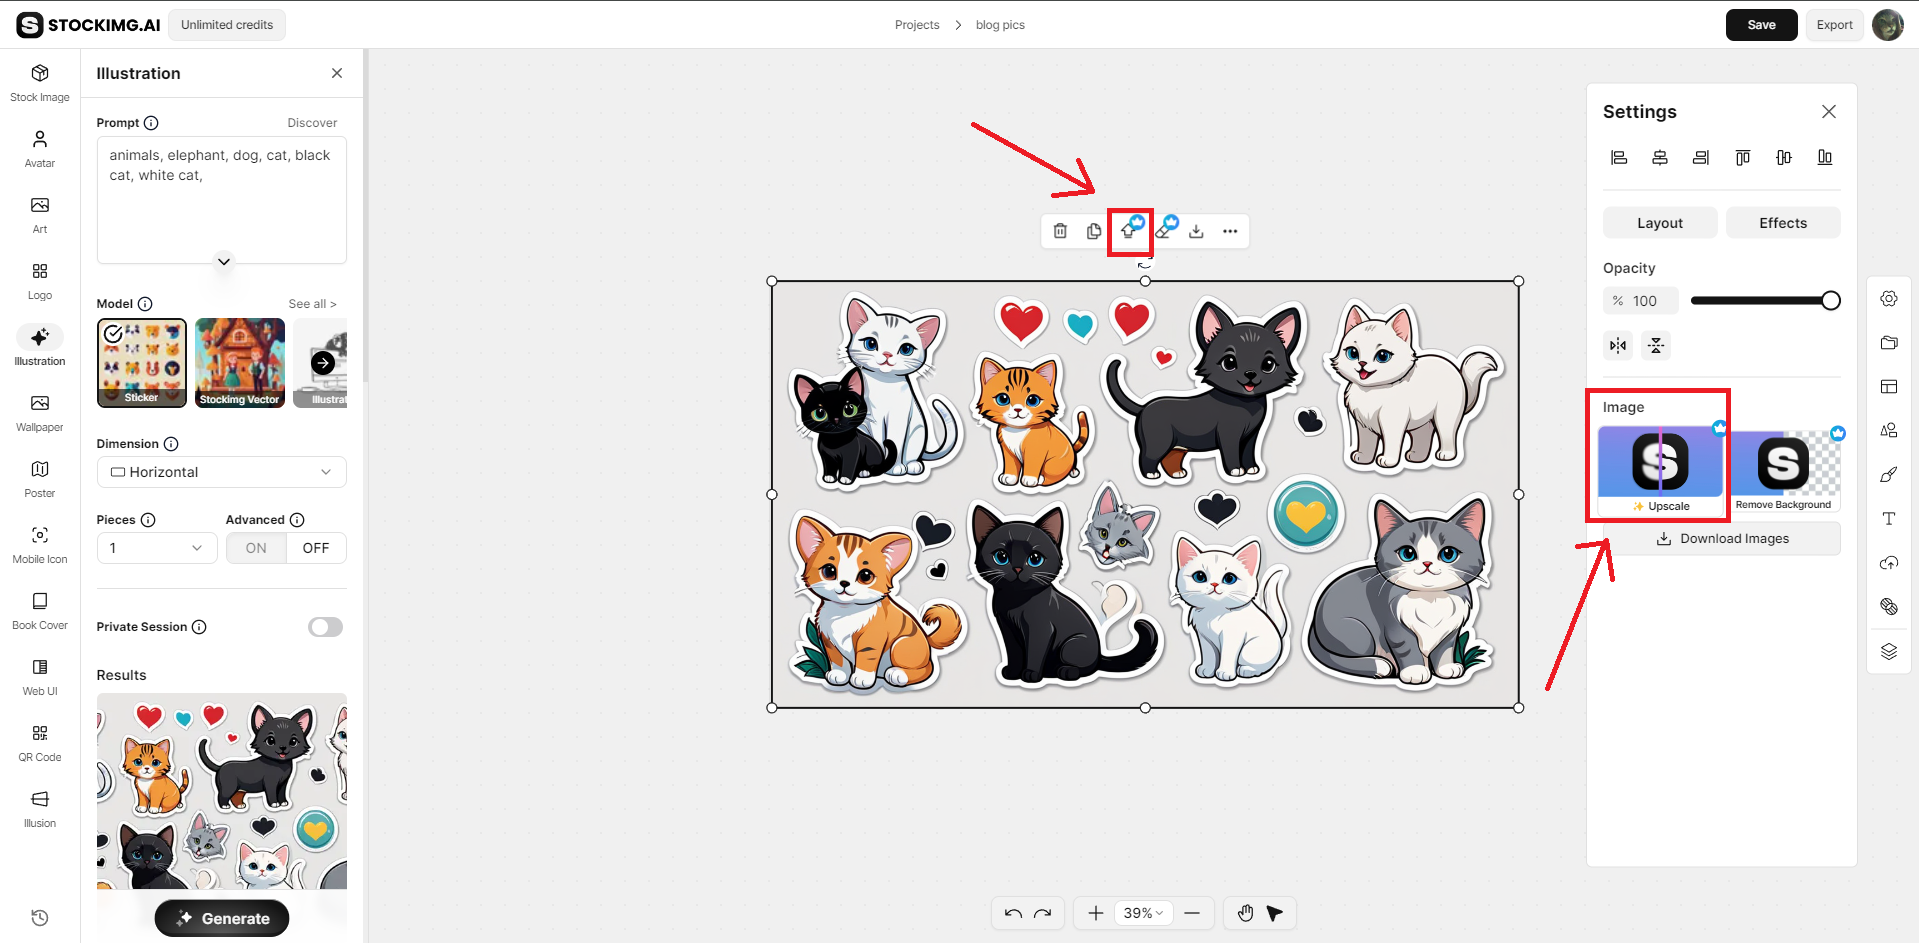 STOCKIMG.AI
Unlimited credits
Projects > blog pics
Save
Export
Stock Image
Avatar
Art
Logo
Illustration
Wallpaper
Poster
Mobile Icon
Book Cover
Web UI
QR Code
Illusion
Illustration
Prompt
Discover
animals, elephant, dog, cat, black
cat, white cat,
Model
See all >
Sticker
Stockimg Vector
Illustrat
Dimension
Horizontal
Pieces
Advanced
1
ON
OFF
Private Session
Results
Generate
39%
Settings
Layout
Effects
Opacity
% 100
Image
S
✨ Upscale
S
Remove Background
Download Images